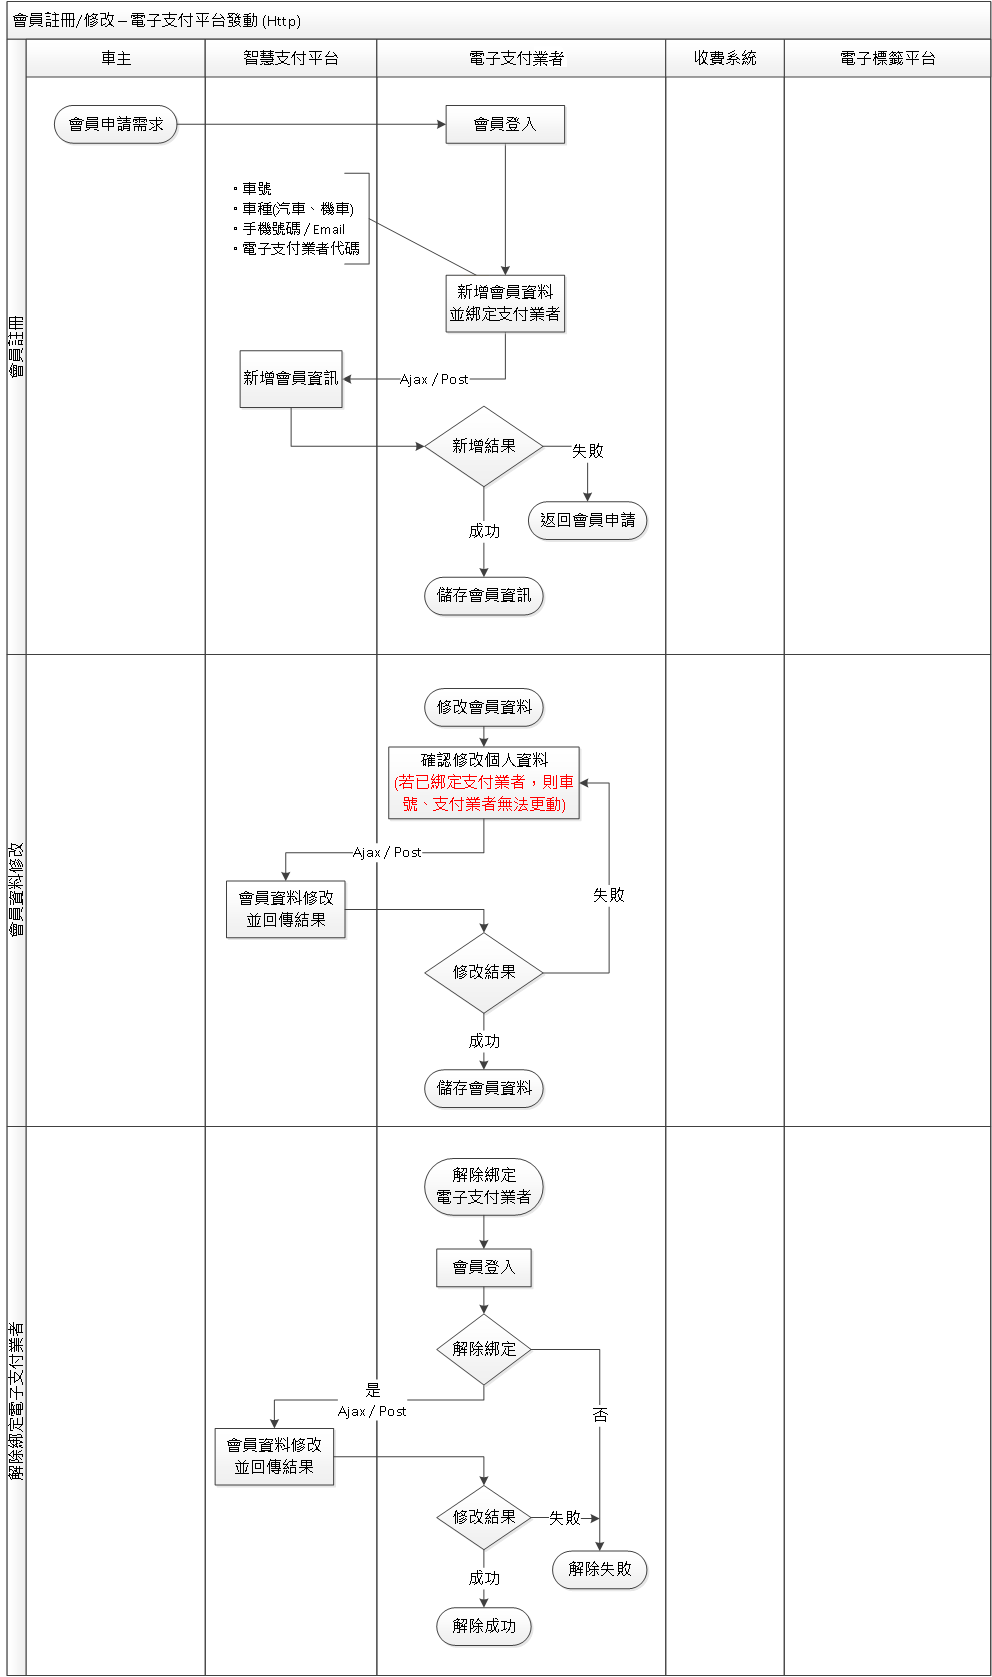 會員註冊/修改－電子支付平台發動 (Http)
車主
智慧支付平台
電子支付業者
收費系統
電子標籤平台
會員註冊
會員申請需求
會員登入
▪車號
▪車種(汽車、機車)
▪手機號碼 / Email
▪電子支付業者代碼
新增會員資料
並綁定支付業者
新增會員資訊
Ajax / Post
新增結果
失敗
返回會員申請
成功
儲存會員資訊
會員資料修改
修改會員資料
確認修改個人資料
(若已綁定支付業者，則車
號、支付業者無法更動)
Ajax / Post
會員資料修改
並回傳結果
失敗
修改結果
成功
儲存會員資料
解除綁定電子支付業者
解除綁定
電子支付業者
會員登入
解除綁定
是
Ajax / Post
否
會員資料修改
並回傳結果
修改結果
失敗
解除失敗
成功
解除成功